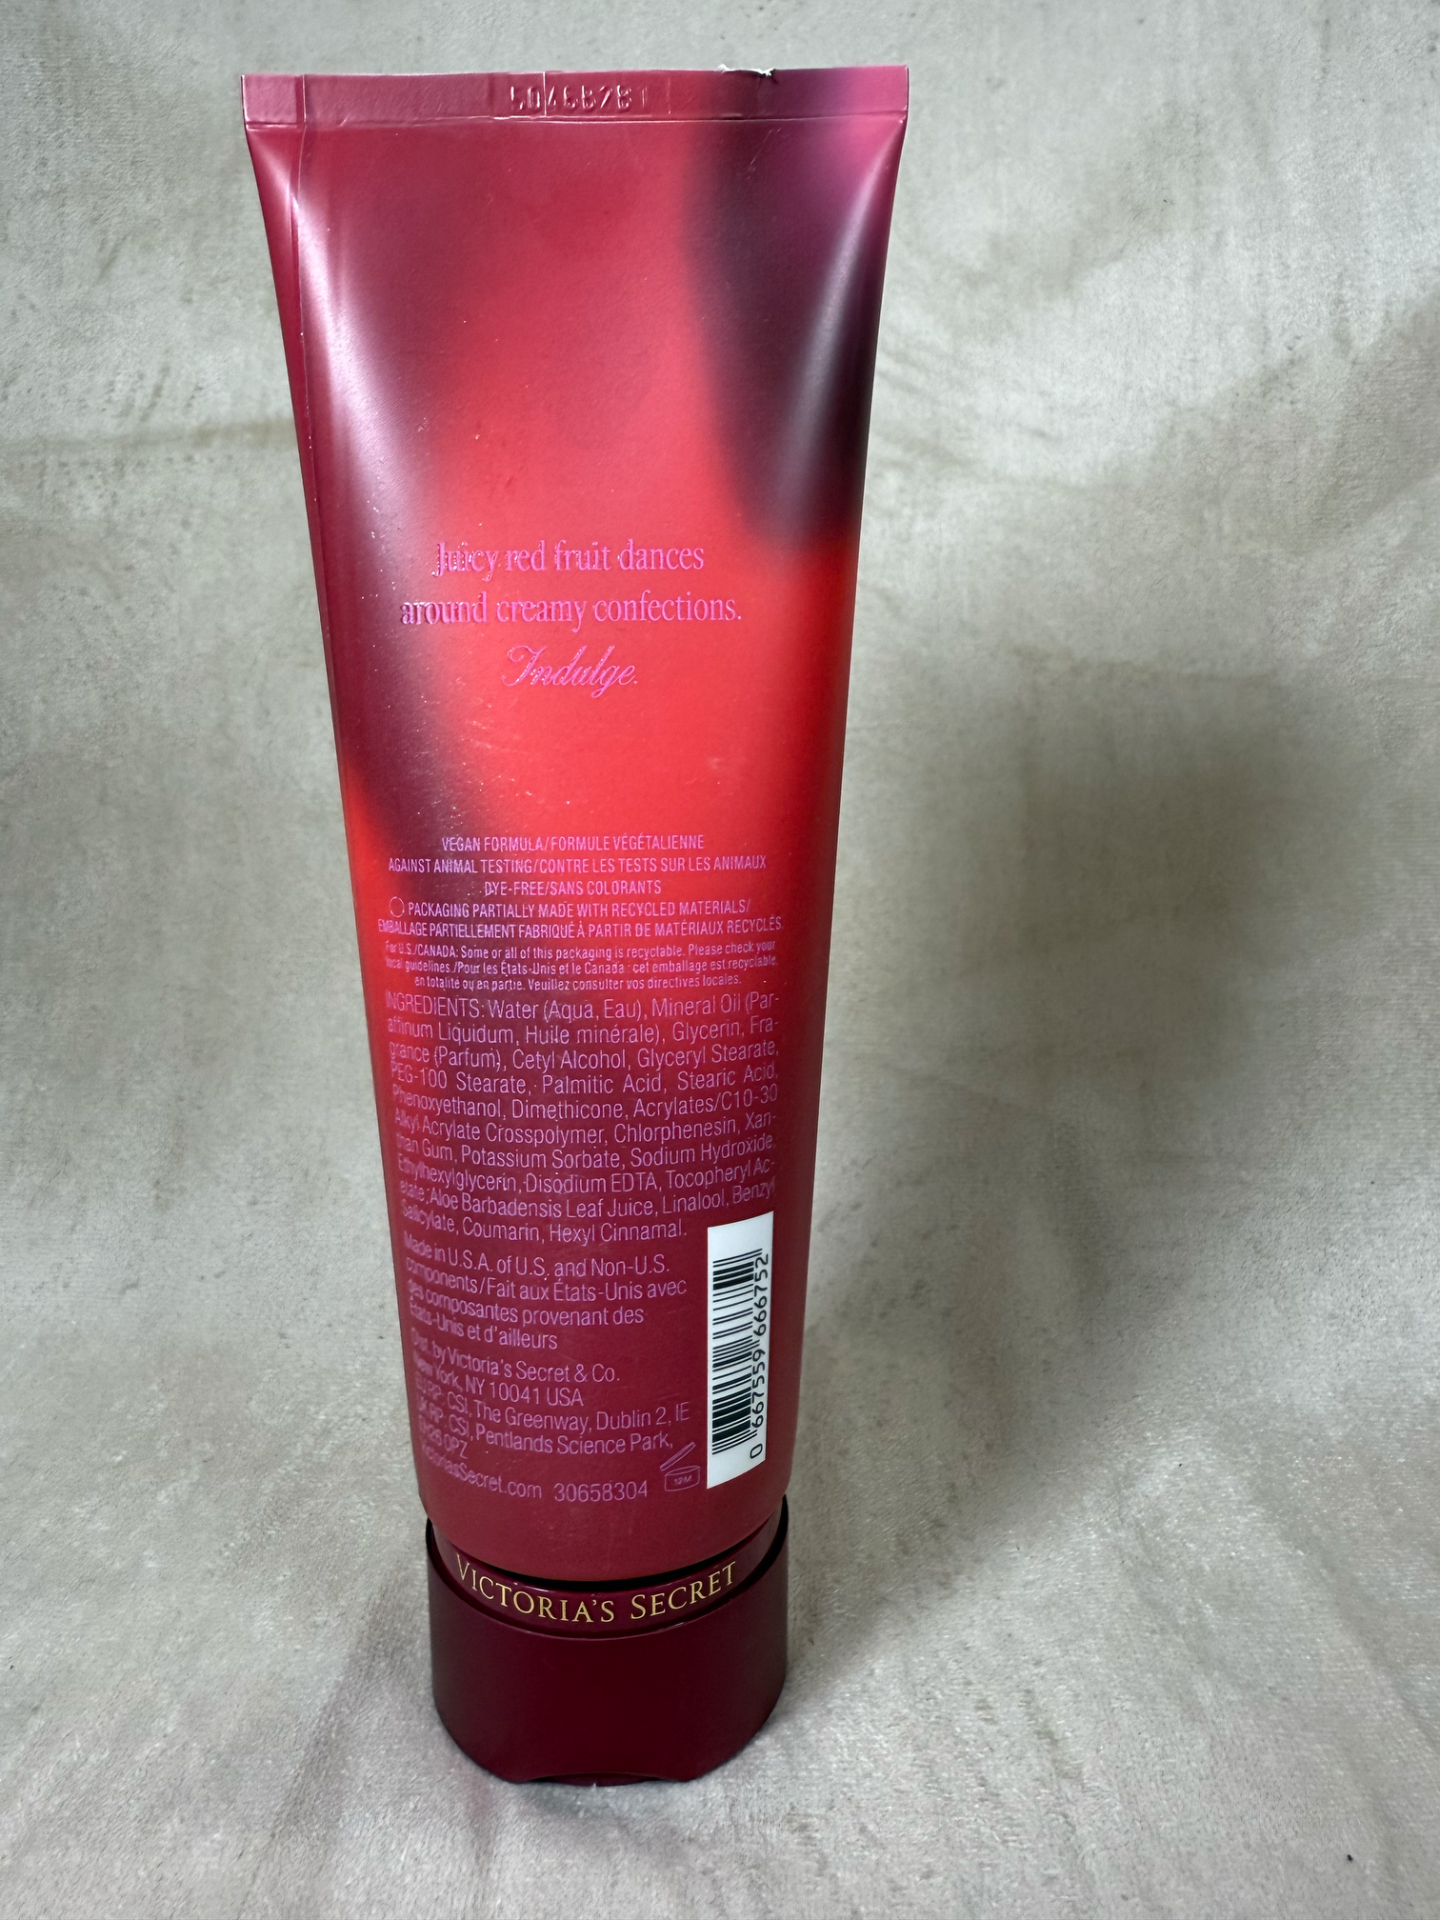 Juicy red fruit dances
around creamy confections.
Indulge.
VEGAN FORMULA/FORMULE VÉGÉTALIENNE
AGAINST ANIMAL TESTING/CONTRE LES TESTS SUR LES ANIMAUX
DYE-FREE/SANS COLORANTS
PACKAGING PARTIALLY MADE WITH RECYCLED MATERIALS/
EMBALLAGE PARTIELLEMENT FABRIQUÉ À PARTIR DE MATÉRIAUX RECYCLÉS
For U.S./CANADA: Some or all of this packaging is recyclable. Please check your
local guidelines./Pour les États-Unis et le Canada : cet emballage est recyclable,
en totalité ou en partie. Veuillez consulter vos directives locales.
INGREDIENTS: Water (Aqua, Eau), Mineral Oil (Par-
affinum Liquidum, Huile minérale), Glycerin, Fra-
grance (Parfum), Cetyl Alcohol, Glyceryl Stearate,
PEG-100 Stearate, Palmitic Acid, Stearic Acid,
Phenoxyethanol, Dimethicone, Acrylates/C10-30
Alkyl Acrylate Crosspolymer, Chlorphenesin, Xan-
than Gum, Potassium Sorbate, Sodium Hydroxide,
Ethylhexylglycerin, Disodium EDTA, Tocopheryl Ac-
etate, Aloe Barbadensis Leaf Juice, Linalool, Benzyl
Salicylate, Coumarin, Hexyl Cinnamal.
Made in U.S.A. of U.S. and Non-U.S.
components/Fait aux États-Unis avec
des composantes provenant des
États-Unis et d'ailleurs
Dist. by Victoria's Secret & Co.
New York, NY 10041 USA
EU RP: CSI, The Greenway, Dublin 2, IE
UK RP: CSI, Pentlands Science Park,
0PZ
VictoriasSecret.com 30658304
12M
0 667559 666752
VICTORIA'S SECRET